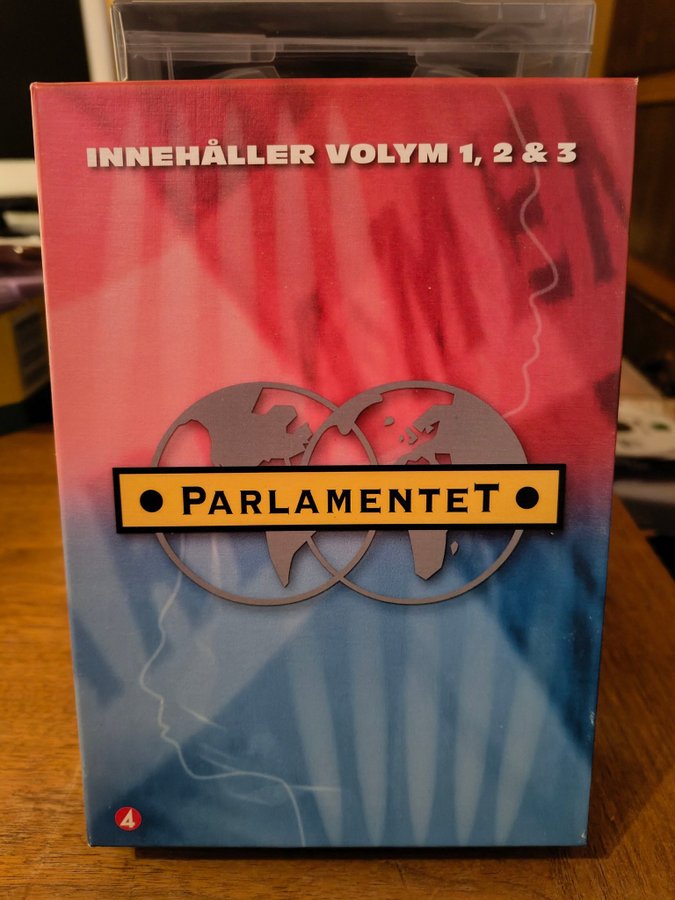 INNEHÅLLER VOLYM 1, 2 & 3
• PARLAMENTET •
4